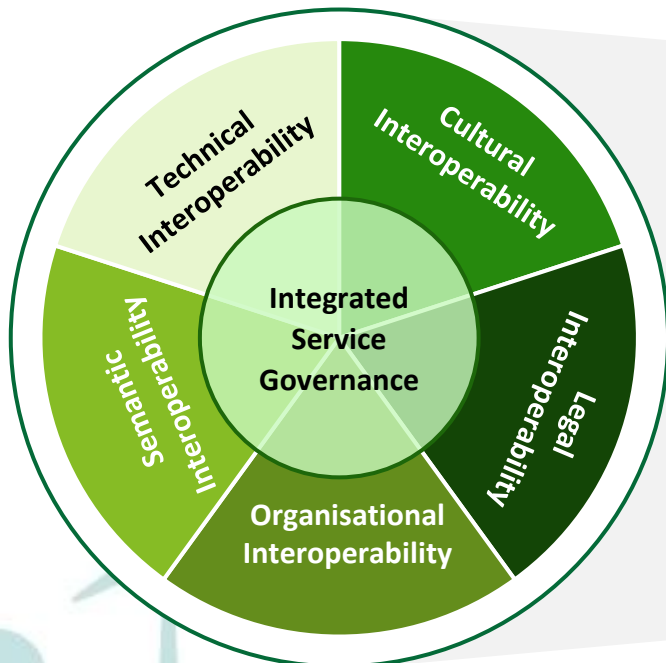 Technical
Interoperability
Cultural
Interoperability
Integrated
Service
Governance
Semantic
Interoperability
Legal
Interoperability
Organisational
Interoperability